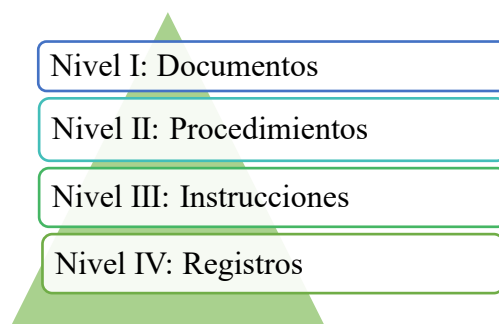 Nivel I: Documentos
Nivel II: Procedimientos
Nivel III: Instrucciones
Nivel IV: Registros